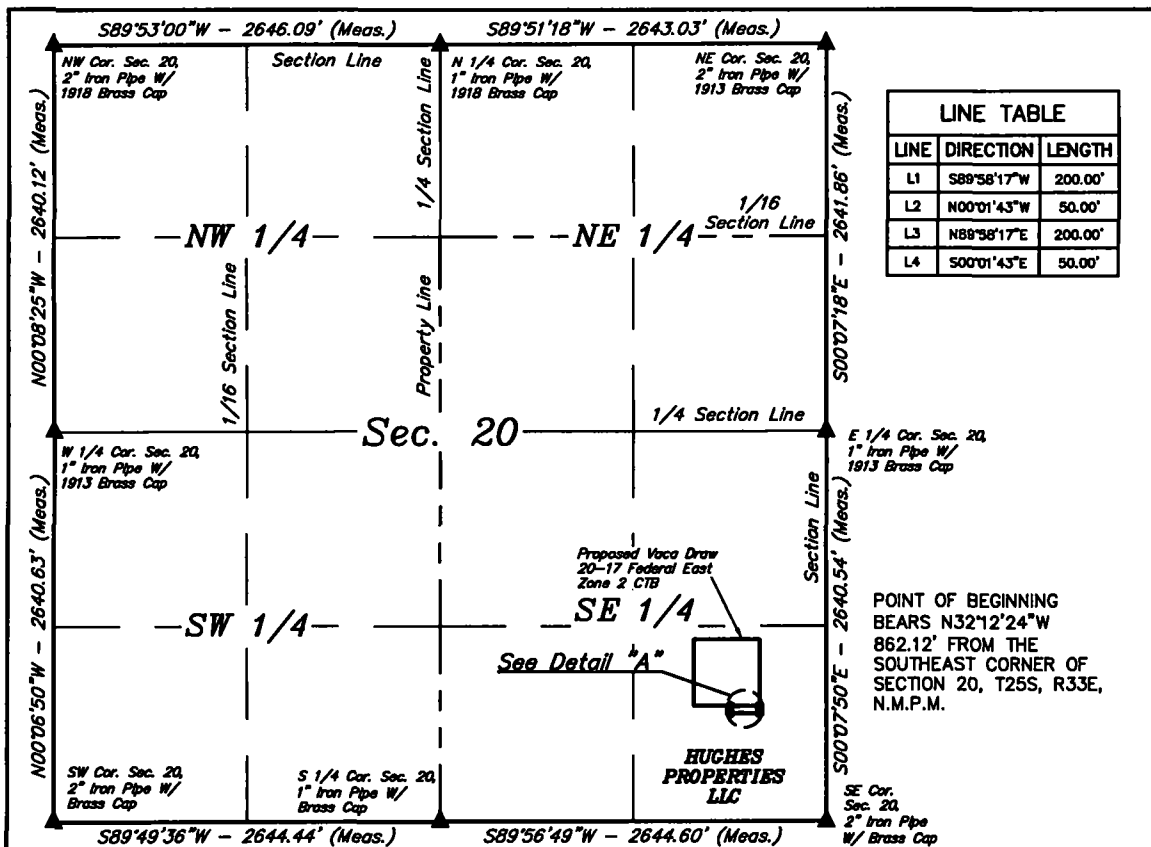 S89°53'00"W - 2646.09' (Meas.)
S89°51'18"W - 2643.03' (Meas.)
NW Cor. Sec. 20,
2" Iron Pipe W/
1918 Brass Cap
Section Line
N 1/4 Cor. Sec. 20,
1" Iron Pipe W/
1918 Brass Cap
NE Cor. Sec. 20,
2" Iron Pipe W/
1913 Brass Cap
N00°08'25"W - 2640.12' (Meas.)
1/4 Section Line
S00°07'18"E - 2641.86' (Meas.)
LINE TABLE
LINE DIRECTION LENGTH
L1 S89°58'17"W 200.00'
L2 N00°01'43"W 50.00'
L3 N89°58'17"E 200.00'
L4 S00°01'43"E 50.00'
NW 1/4
NE 1/4
1/16
Section Line
1/16 Section Line
Property Line
Sec. 20
1/4 Section Line
W 1/4 Cor. Sec. 20,
1" Iron Pipe W/
1913 Brass Cap
E 1/4 Cor. Sec. 20,
1" Iron Pipe W/
1913 Brass Cap
N00°06'50"W - 2640.63' (Meas.)
Section Line
S00°07'50"E - 2640.54' (Meas.)
Proposed Vaca Draw
20-17 Federal East
Zone 2 CTB
SW 1/4
SE 1/4
See Detail "A"
POINT OF BEGINNING
BEARS N32°12'24"W
862.12' FROM THE
SOUTHEAST CORNER OF
SECTION 20, T25S, R33E,
N.M.P.M.
HUGHES
PROPERTIES
LLC
SW Cor. Sec. 20,
2" Iron Pipe W/
Brass Cap
S 1/4 Cor. Sec. 20,
1" Iron Pipe W/
Brass Cap
SE Cor.
Sec. 20,
2" Iron Pipe
W/ Brass Cap
S89°49'36"W - 2644.44' (Meas.)
S89°56'49"W - 2644.60' (Meas.)